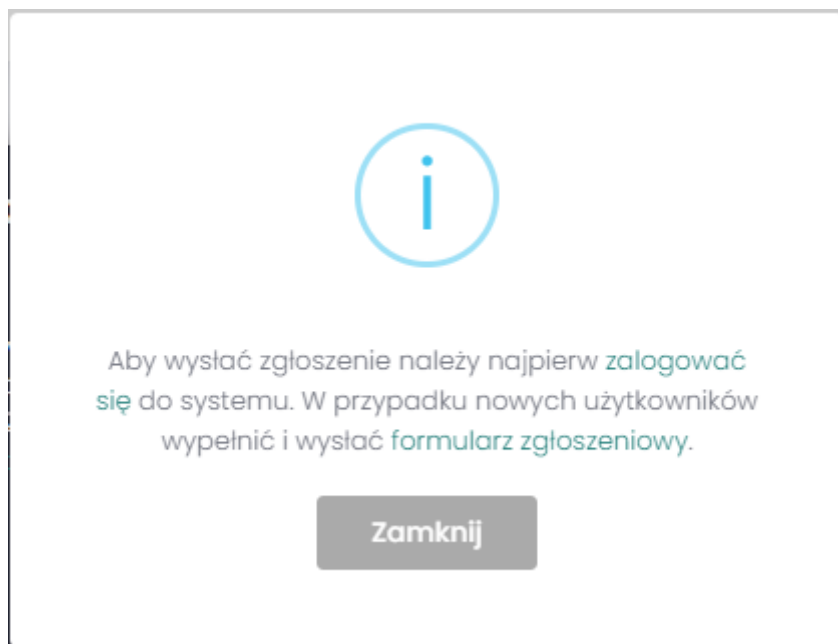 i
Aby wysłać zgłoszenie należy najpierw zalogować
się do systemu. W przypadku nowych użytkowników
wypełnić i wysłać formularz zgłoszeniowy.
Zamknij